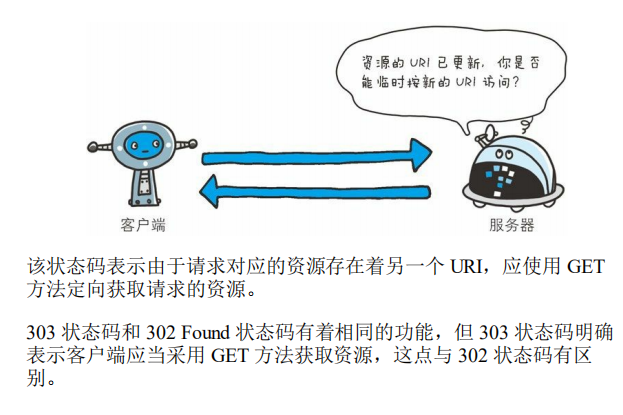 资源的 URI 已更新，你是否
能临时按新的 URI 访问？
客户端
服务器
该状态码表示由于请求对应的资源存在着另一个 URI，应使用 GET
方法定向获取请求的资源。
303 状态码和 302 Found 状态码有着相同的功能，但 303 状态码明确
表示客户端应当采用 GET 方法获取资源，这点与 302 状态码有区
别。